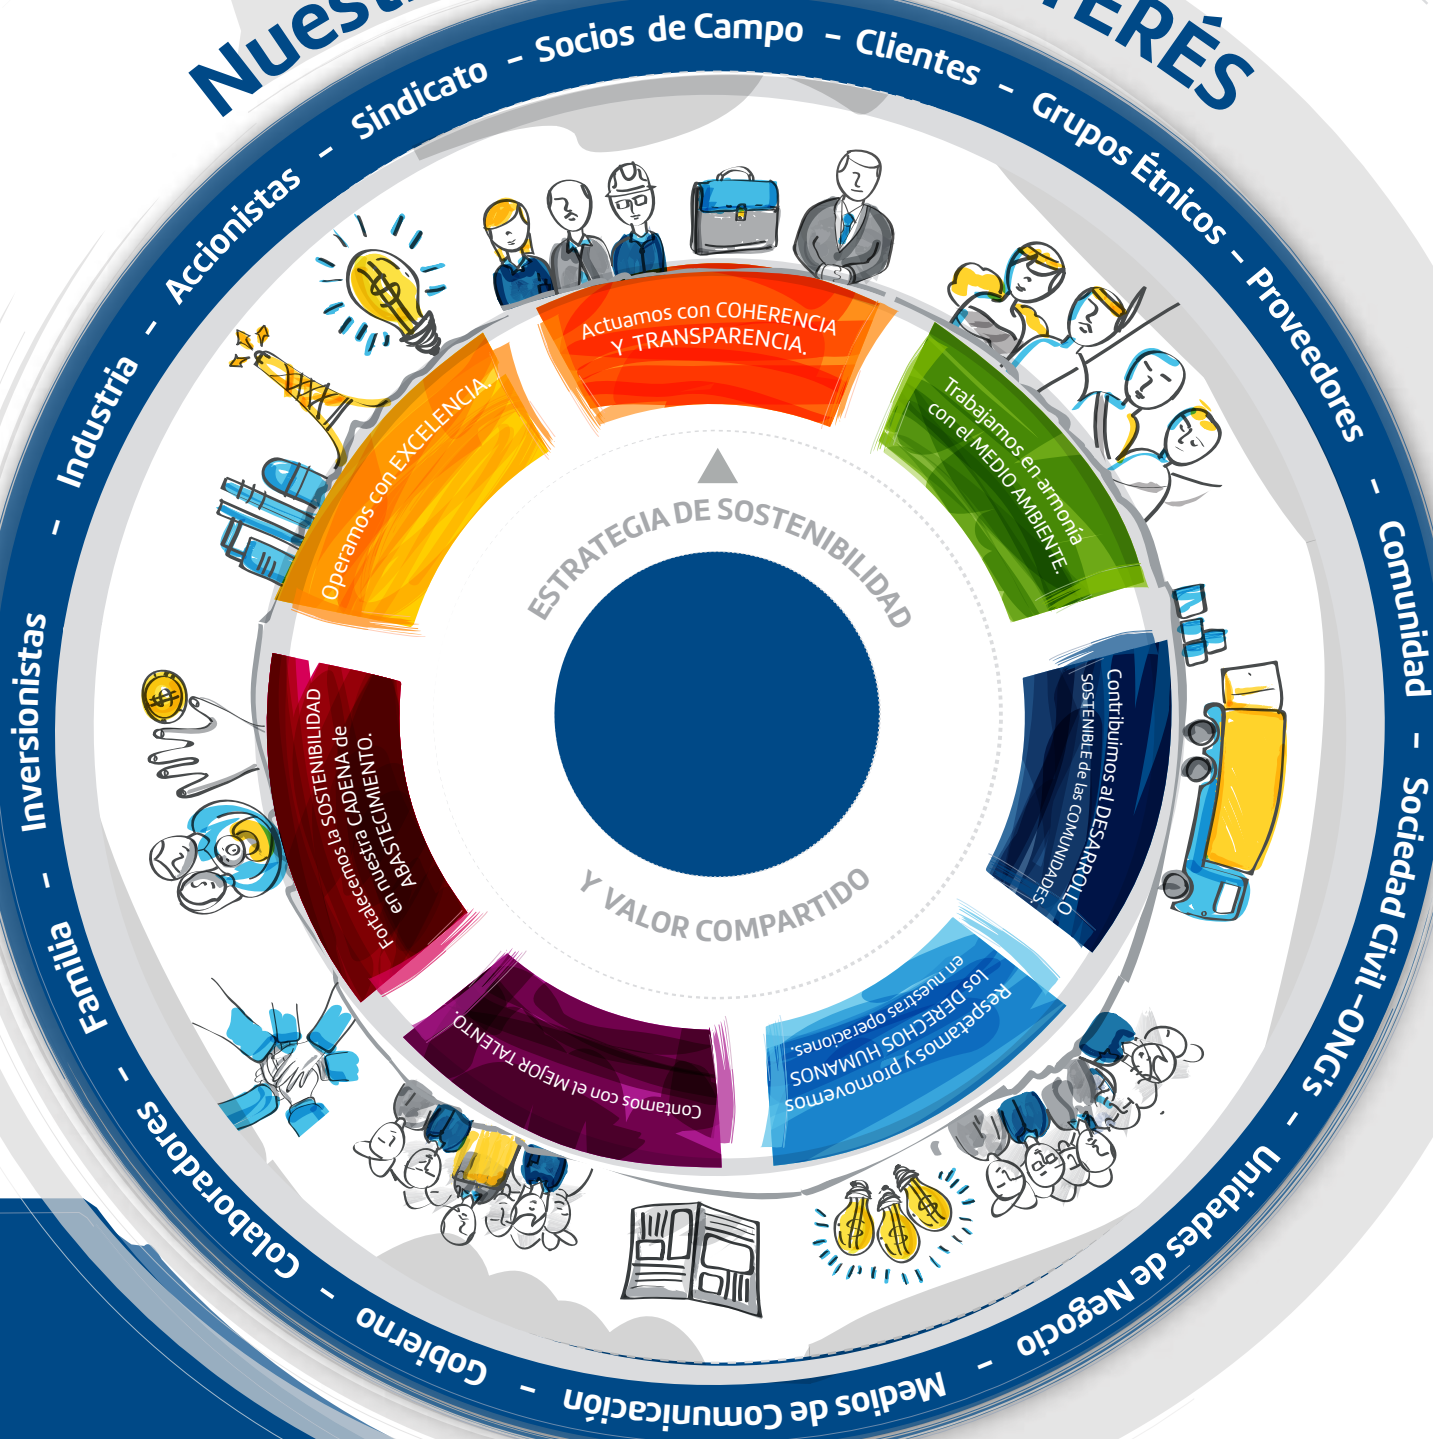 Nuest
TERÉS
Socios de Campo – Clientes – Grupos Étnicos – Proveedores – Comunidad – Sociedad Civil -ONG's – Unidades de Negocio – Medios de Comunicación – Gobierno – Colaboradores – Familia – Inversionistas – Industria – Accionistas – Sindicato –
Actuamos con COHERENCIA
Y TRANSPARENCIA.
Trabajamos en armonía
con el MEDIO AMBIENTE.
Contribuimos al DESARROLLO
SOSTENIBLE de las COMUNIDADES.
Respetamos y promovemos
los DERECHOS HUMANOS
en nuestras operaciones.
Contamos con el MEJOR TALENTO.
Fortalecemos la SOSTENIBILIDAD
en nuestra CADENA de
ABASTECIMIENTO.
Operamos con EXCELENCIA.
ESTRATEGIA DE SOSTENIBILIDAD
Y VALOR COMPARTIDO